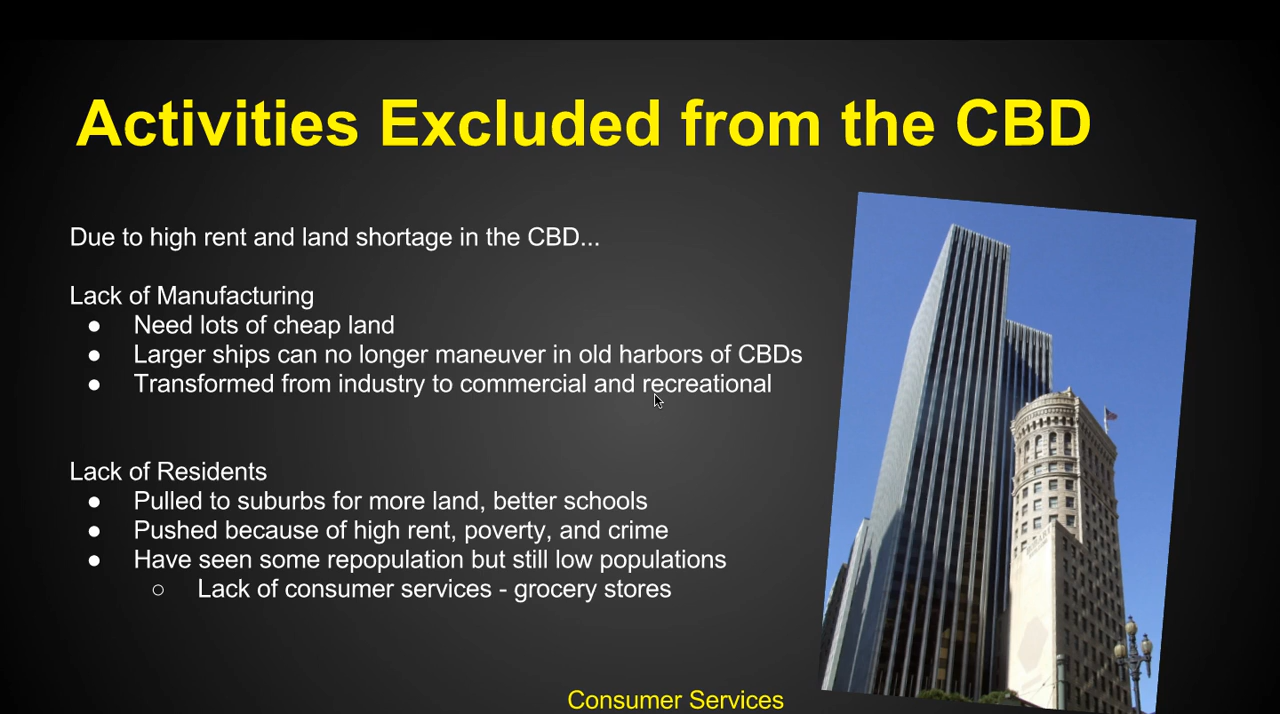 Activities Excluded from the CBD
Due to high rent and land shortage in the CBD...
Lack of Manufacturing
● Need lots of cheap land
● Larger ships can no longer maneuver in old harbors of CBDs
● Transformed from industry to commercial and recreational
Lack of Residents
● Pulled to suburbs for more land, better schools
● Pushed because of high rent, poverty, and crime
● Have seen some repopulation but still low populations
○ Lack of consumer services - grocery stores
Consumer Services